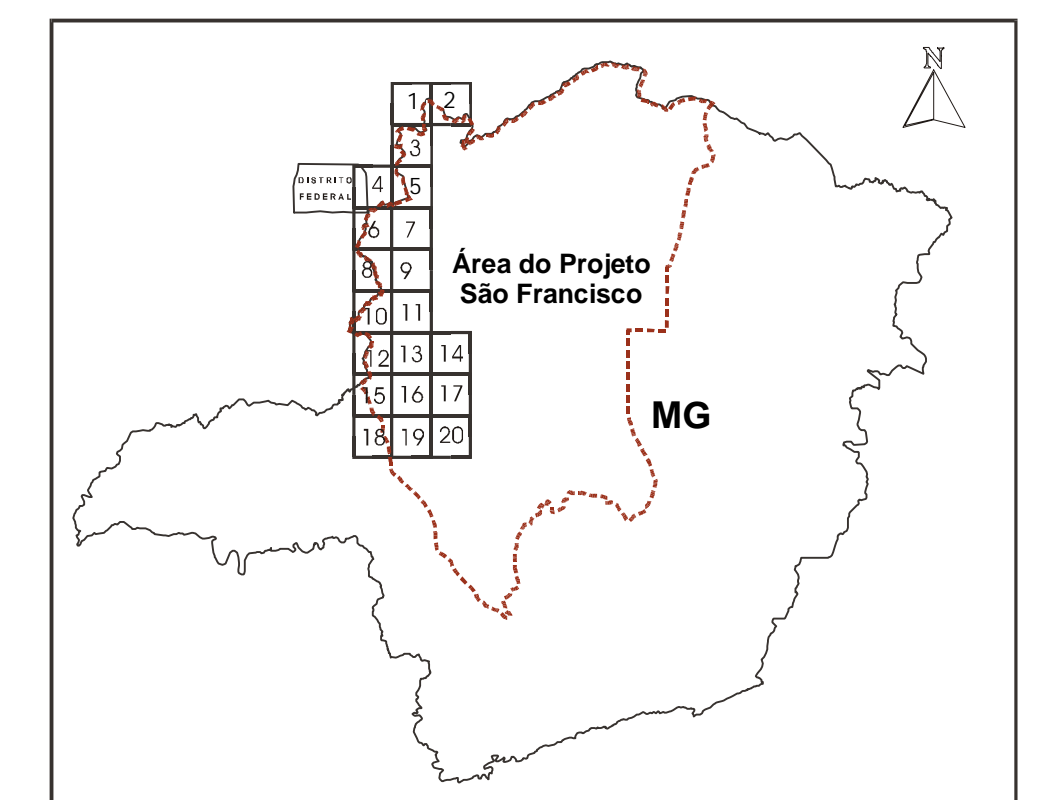 N
1 2
3
DISTRITO
FEDERAL
4 5
6 7
8 9
Área do Projeto
São Francisco
10 11
12 13 14
15 16 17
MG
18 19 20